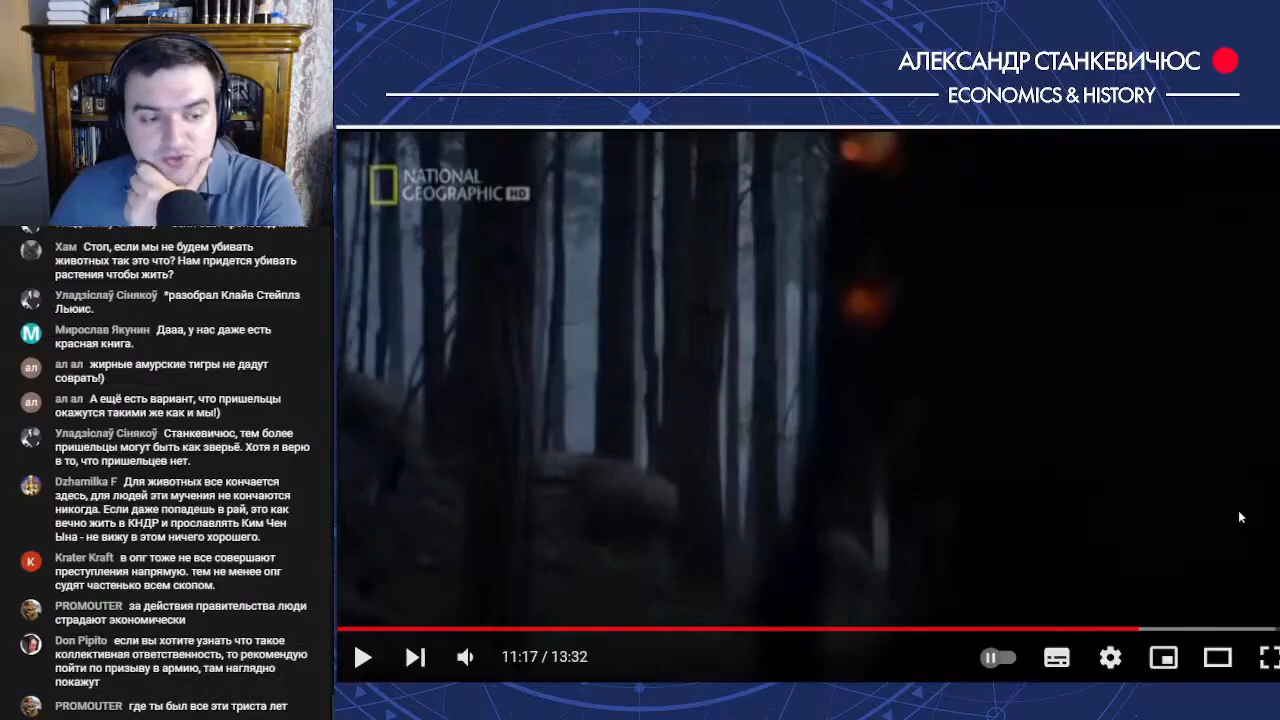 АЛЕКСАНДР СТАНКЕВИЧЮС
ECONOMICS & HISTORY
NATIONAL
GEOGRAPHIC HD
Хам Стоп, если мы не будем убивать
животных так это что? Нам придется убивать
растения чтобы жить?
Уладзіслаў Сінякоў *разобрал Клайв Стейплз
Льюис.
М
Мирослав Якунин Дааа, у нас даже есть
красная книга.
ал
ал ал жирные амурские тигры не дадут
соврать!)
ал
ал ал А ещё есть вариант, что пришельцы
окажутся такими же как и мы!)
Уладзіслаў Сінякоў Станкевичюс, тем более
пришельцы могут быть как зверьё. Хотя я верю
в то, что пришельцев нет.
Dzhamilka F Для животных все кончается
здесь, для людей эти мучения не кончаются
никогда. Если даже попадешь в рай, это как
вечно жить в КНДР и прославлять Ким Чен
Ына - не вижу в этом ничего хорошего.
K
Krater Kraft в опг тоже не все совершают
преступления напрямую. тем не менее опг
судят частенько всем скопом.
PROMOUTER за действия правительства люди
страдают экономически
Don Pipito если вы хотите узнать что такое
коллективная ответственность, то рекомендую
пойти по призыву в армию, там наглядно
покажут
PROMOUTER где ты был все эти триста лет
11:17 / 13:32